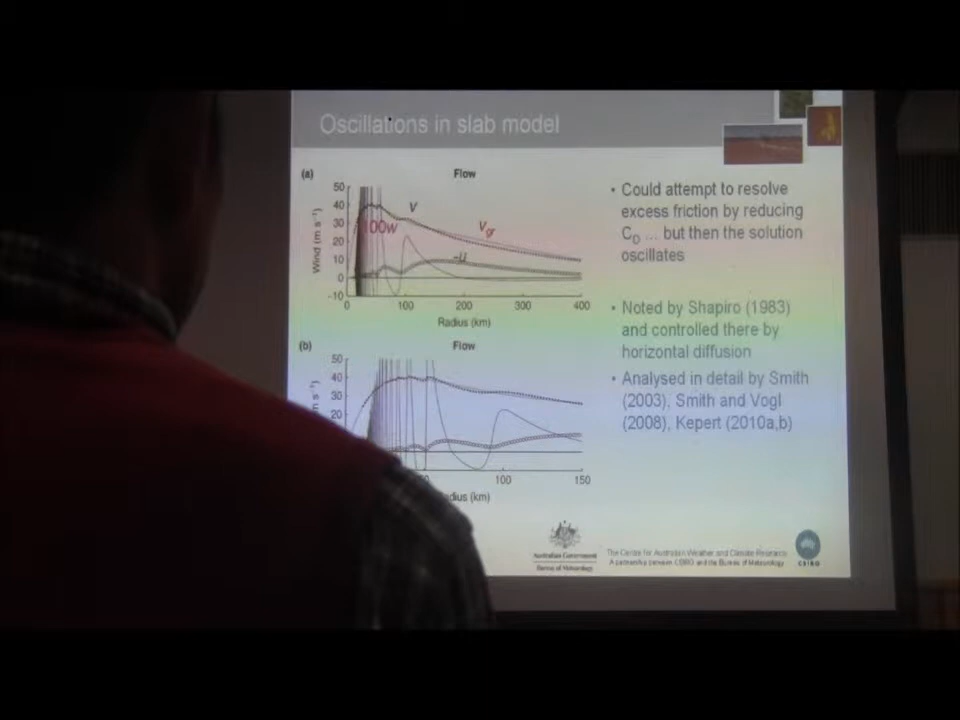 Oscillations in slab model
(a)
Flow
50
40
30
20
10
0
-10
Wind (m s⁻¹)
V
100w
Vgr
-u
0 100 200 300 400
Radius (km)
(b)
Flow
50
40
20
m s⁻¹)
100 150
(km)
• Could attempt to resolve
excess friction by reducing
C_D ... but then the solution
oscillates
• Noted by Shapiro (1983)
and controlled there by
horizontal diffusion
• Analysed in detail by Smith
(2003), Smith and Vogl
(2008), Kepert (2010a,b)
Australian Government
Bureau of Meteorology
The Centre for Australian Weather and Climate Research
A partnership between CSIRO and the Bureau of Meteorology
CSIRO